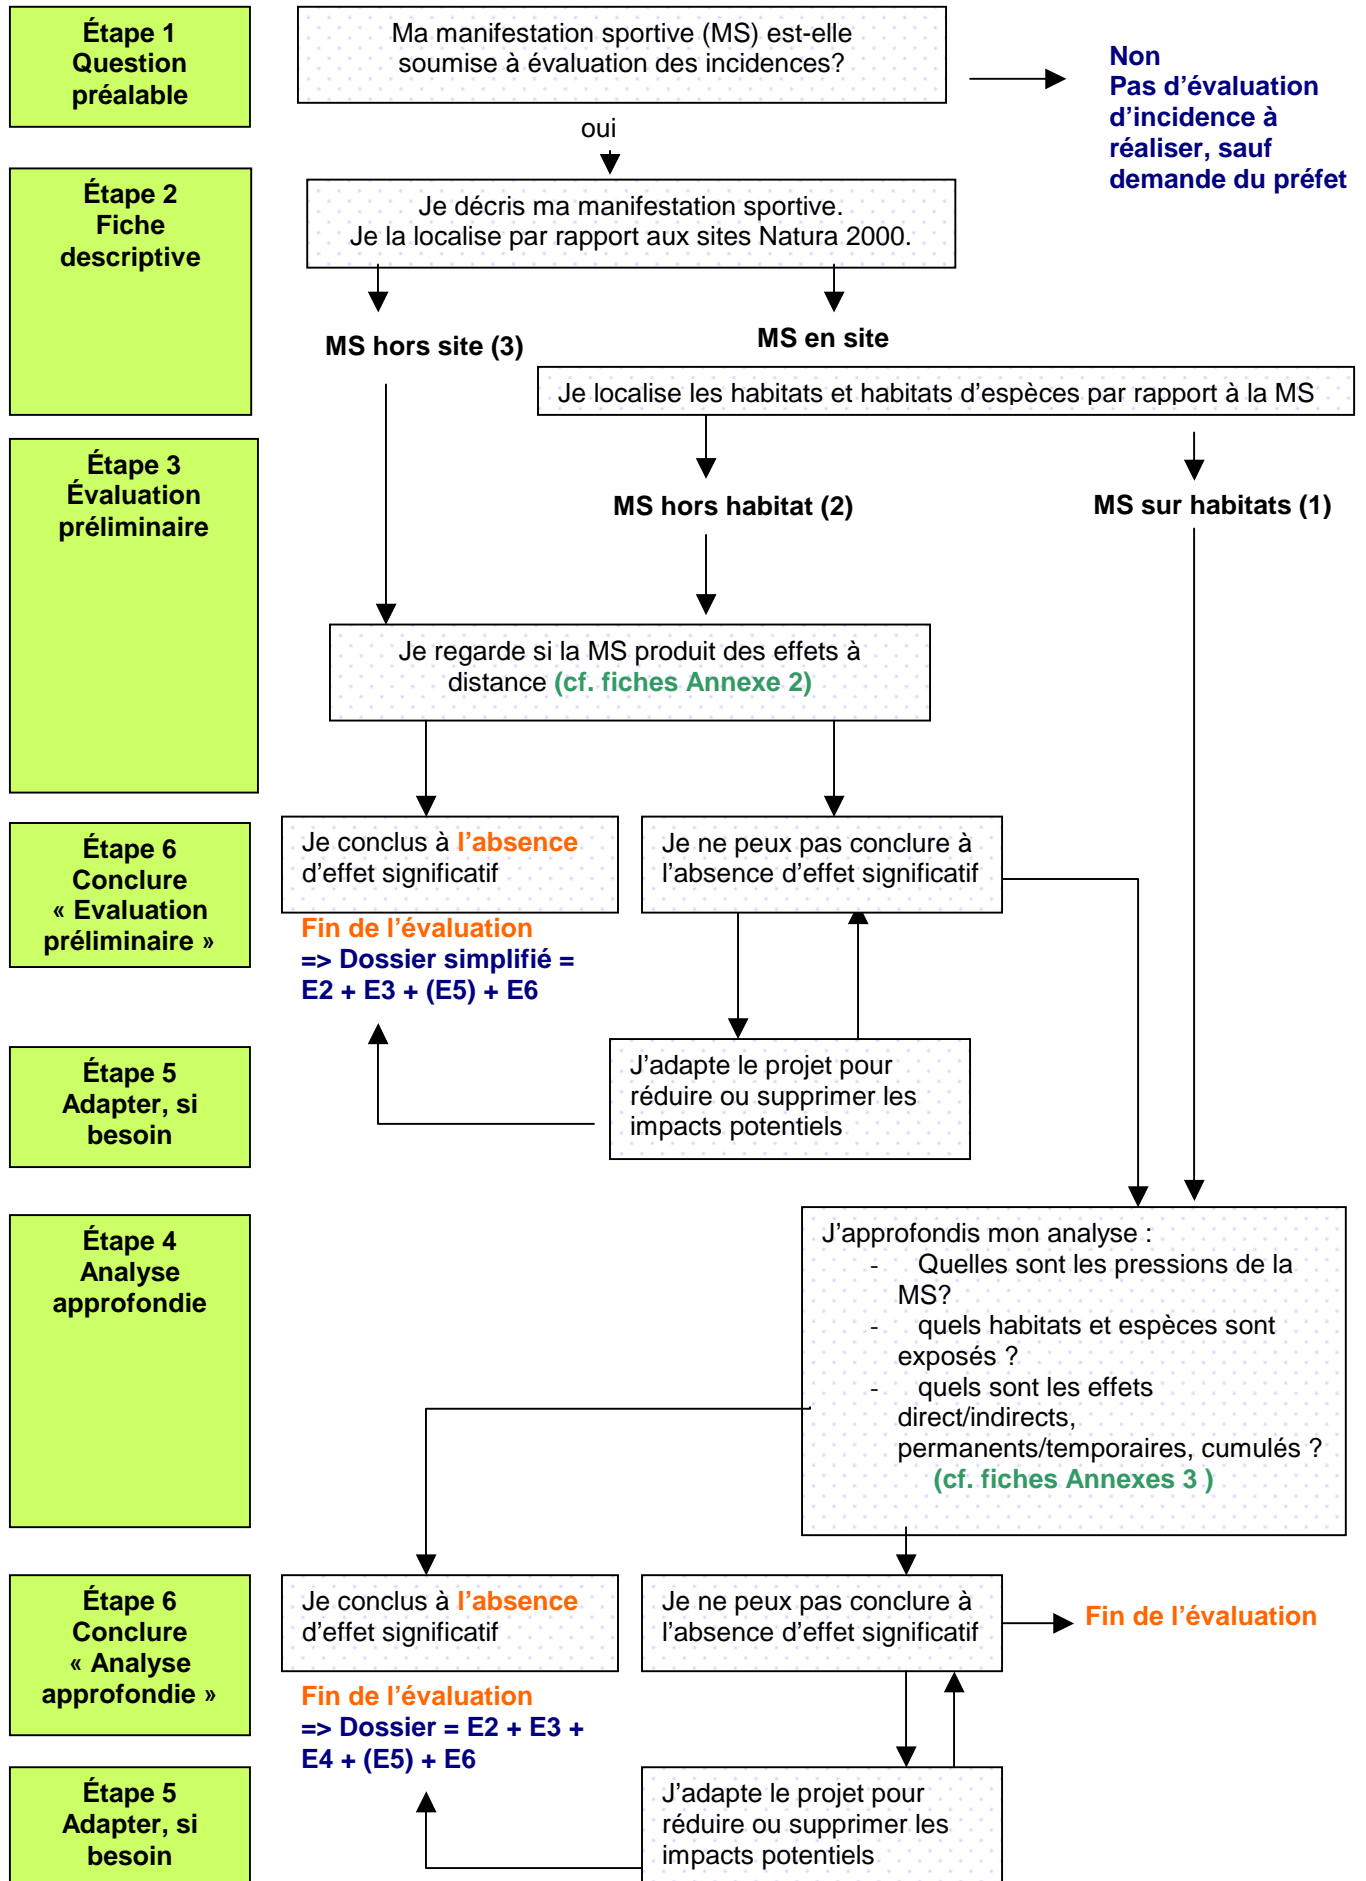 Étape 1
Question
préalable
Ma manifestation sportive (MS) est-elle
soumise à évaluation des incidences?
Non
Pas d’évaluation
d’incidence à
réaliser, sauf
demande du préfet
oui
Étape 2
Fiche
descriptive
Je décris ma manifestation sportive.
Je la localise par rapport aux sites Natura 2000.
MS hors site (3)
MS en site
Je localise les habitats et habitats d’espèces par rapport à la MS
Étape 3
Évaluation
préliminaire
MS hors habitat (2)
MS sur habitats (1)
Je regarde si la MS produit des effets à
distance (cf. fiches Annexe 2)
Étape 6
Conclure
« Evaluation
préliminaire »
Je conclus à l’absence
d’effet significatif
Je ne peux pas conclure à
l’absence d’effet significatif
Fin de l’évaluation
=> Dossier simplifié =
E2 + E3 + (E5) + E6
Étape 5
Adapter, si
besoin
J’adapte le projet pour
réduire ou supprimer les
impacts potentiels
Étape 4
Analyse
approfondie
J’approfondis mon analyse :
- Quelles sont les pressions de la
MS?
- quels habitats et espèces sont
exposés ?
- quels sont les effets
direct/indirects,
permanents/temporaires, cumulés ?
(cf. fiches Annexes 3 )
Étape 6
Conclure
« Analyse
approfondie »
Je conclus à l’absence
d’effet significatif
Je ne peux pas conclure à
l’absence d’effet significatif
Fin de l’évaluation
Fin de l’évaluation
=> Dossier = E2 + E3 +
E4 + (E5) + E6
Étape 5
Adapter, si
besoin
J’adapte le projet pour
réduire ou supprimer les
impacts potentiels